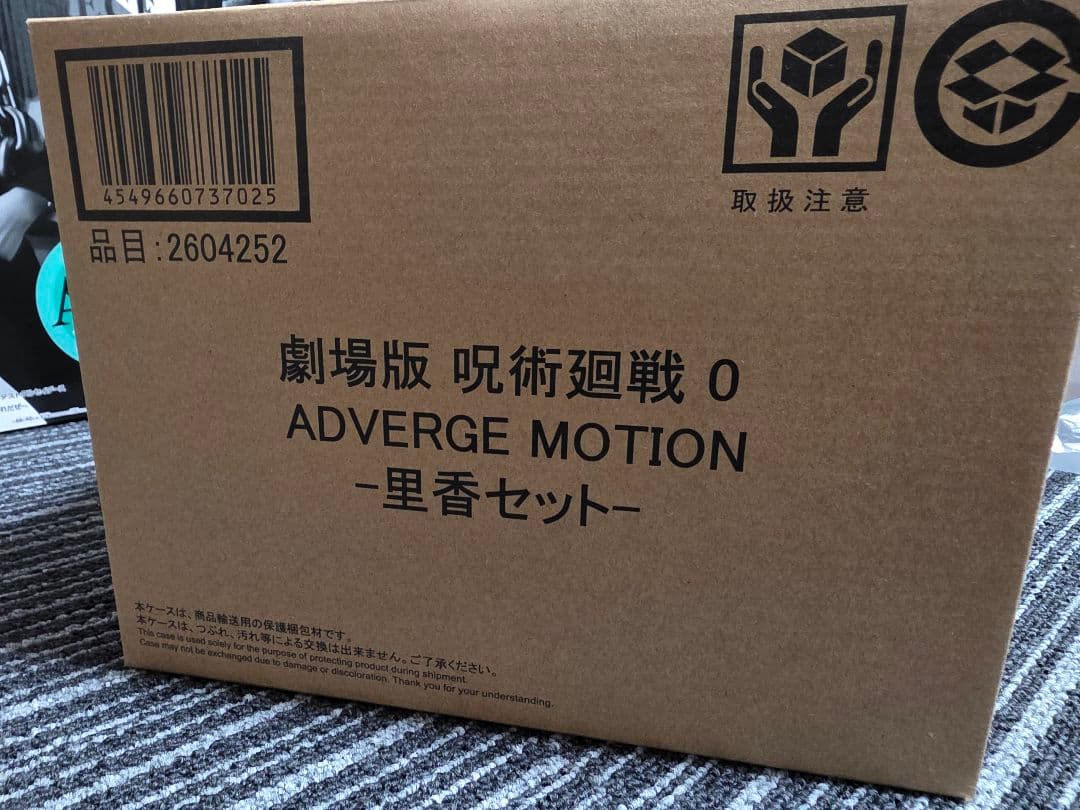 4549660737025
品目:2604252
取扱注意
劇場版 呪術廻戦 0
ADVERGE MOTION
-里香セット-
本ケースは、商品輸送用の保護梱包材です。
本ケースは、つぶれ、汚れ等による交換は出来ません。ご了承ください。
This case is used solely for the purpose of protecting product during shipment.
Case may not be exchanged due to damage or discoloration. Thank you for your understanding.